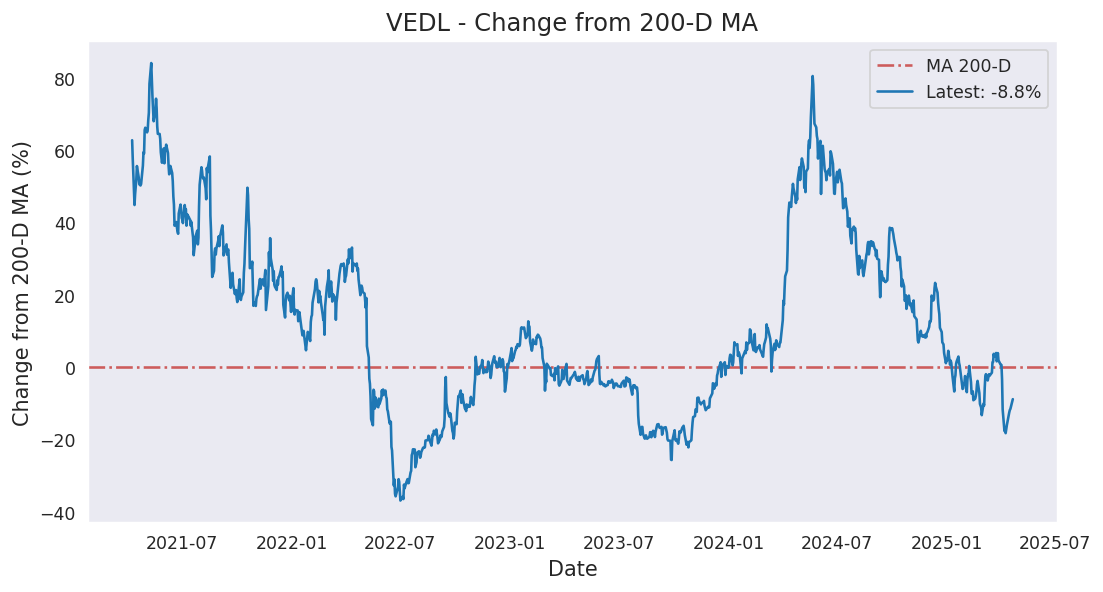 VEDL - Change from 200-D MA
MA 200-D
Latest: -8.8%
Change from 200-D MA (%)
80
60
40
20
0
−20
−40
2021-07 2022-01 2022-07 2023-01 2023-07 2024-01 2024-07 2025-01 2025-07
Date